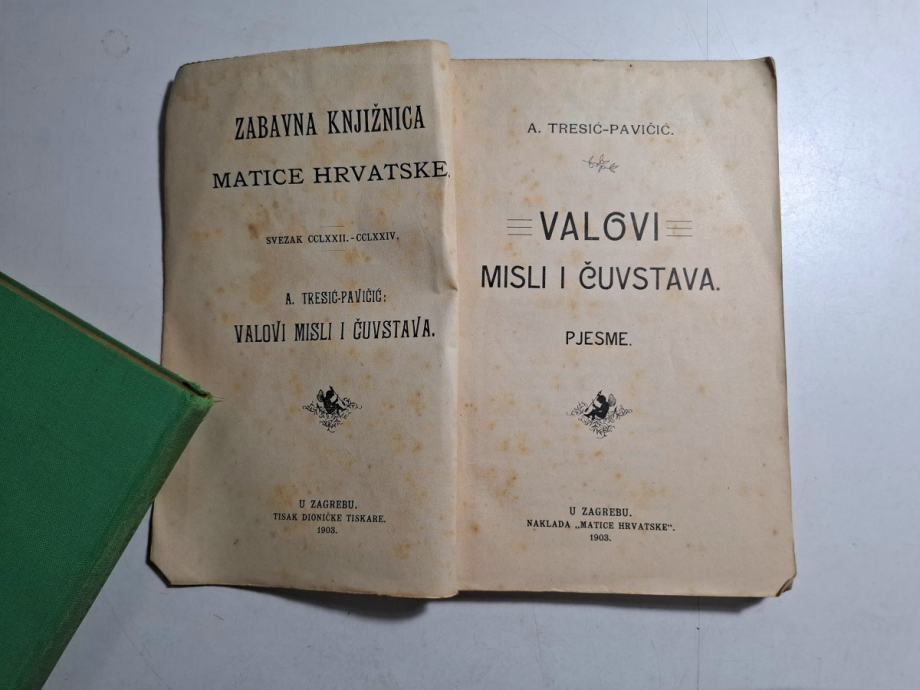 ZABAVNA KNJIŽNICA
MATICE HRVATSKE.
SVEZAK CCLXXII.-CCLXXIV.
A. TRESIĆ-PAVIČIĆ:
VALOVI MISLI I ČUVSTAVA.
U ZAGREBU.
TISAK DIONIČKE TISKARE.
1903.
A. TRESIĆ-PAVIČIĆ.
VALOVI
MISLI I ČUVSTAVA.
PJESME.
U ZAGREBU.
NAKLADA „MATICE HRVATSKE“.
1903.